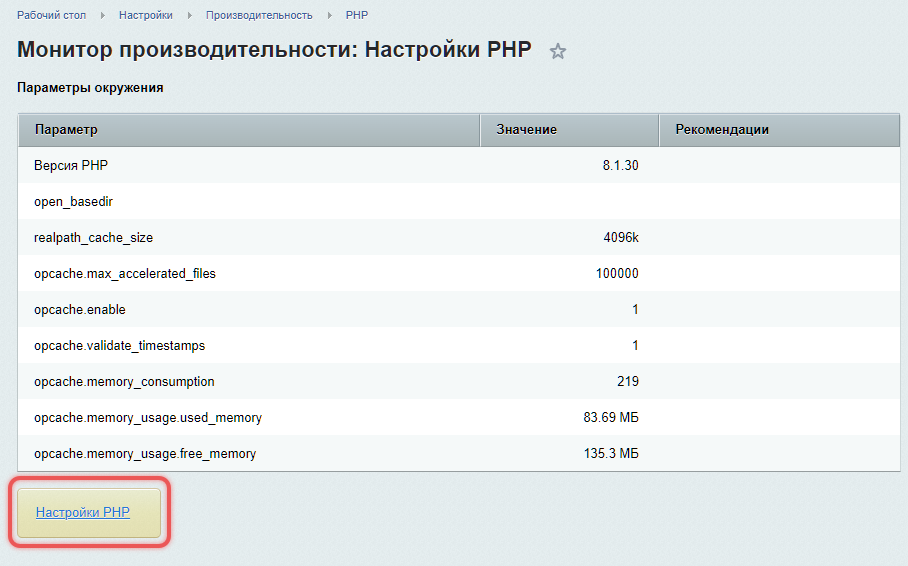 Рабочий стол Настройки Производительность PHP
Монитор производительности: Настройки PHP
Параметры окружения
Параметр Значение Рекомендации
Версия PHP 8.1.30
open_basedir
realpath_cache_size 4096k
opcache.max_accelerated_files 100000
opcache.enable 1
opcache.validate_timestamps 1
opcache.memory_consumption 219
opcache.memory_usage.used_memory 83.69 МБ
opcache.memory_usage.free_memory 135.3 МБ
Настройки PHP